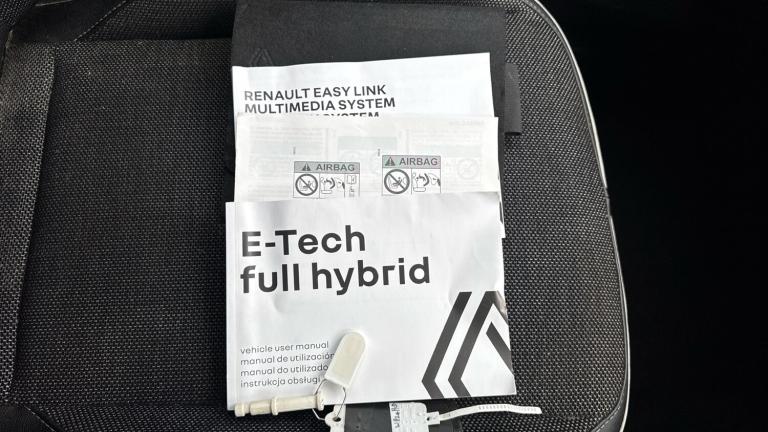 RENAULT EASY LINK
MULTIMEDIA SYSTEM
AIRBAG
AIRBAG
E-Tech
full hybrid
vehicle user manual
manual de utilización
manual do utilizado
instrukcja obsługi